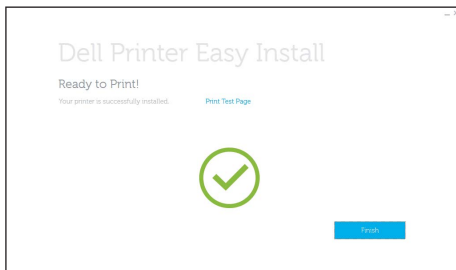 Dell Printer Easy Install
Ready to Print!
Your printer is successfully installed. Print Test Page
Finish